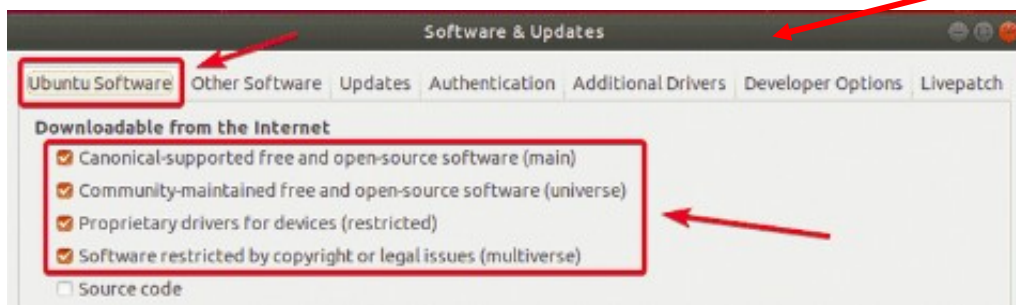 Software & Updates
Ubuntu Software Other Software Updates Authentication Additional Drivers Developer Options Livepatch
Downloadable from the Internet
Canonical-supported free and open-source software (main)
Community-maintained free and open-source software (universe)
Proprietary drivers for devices (restricted)
Software restricted by copyright or legal issues (multiverse)
Source code